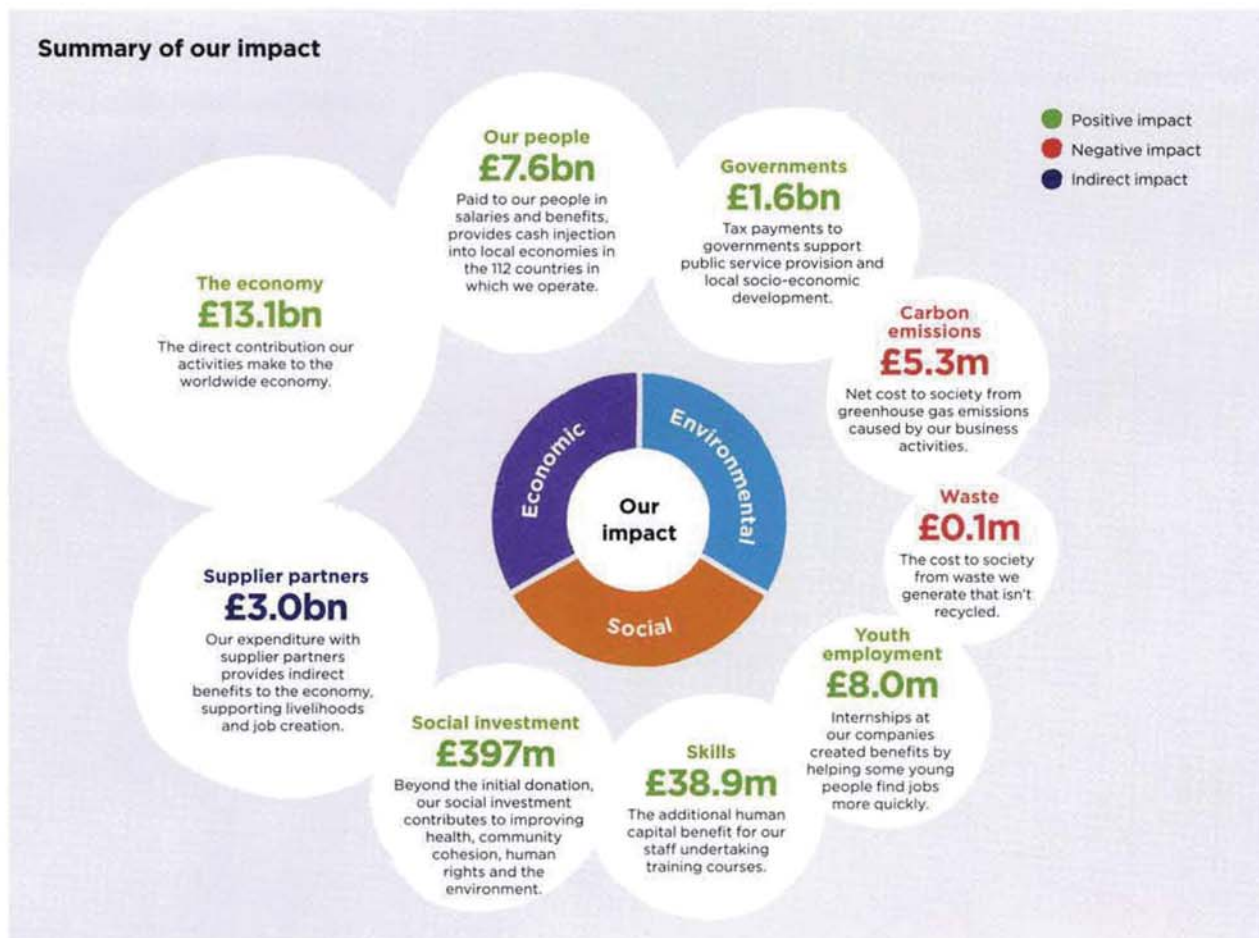 Summary of our impact
Positive impact
Negative impact
Indirect impact
Our people
£7.6bn
Paid to our people in
salaries and benefits,
provides cash injection
into local economies in
the 112 countries in
which we operate.
Governments
£1.6bn
Tax payments to
governments support
public service provision and
local socio-economic
development.
Carbon
emissions
£5.3m
Net cost to society from
greenhouse gas emissions
caused by our business
activities.
Waste
£0.1m
The cost to society
from waste we
generate that isn't
recycled.
Youth
employment
£8.0m
Internships at
our companies
created benefits by
helping some young
people find jobs
more quickly.
Skills
£38.9m
The additional human
capital benefit for our
staff undertaking
training courses.
Social investment
£397m
Beyond the initial donation,
our social investment
contributes to improving
health, community
cohesion, human
rights and the
environment.
Supplier partners
£3.0bn
Our expenditure with
supplier partners
provides indirect
benefits to the economy,
supporting livelihoods
and job creation.
The economy
£13.1bn
The direct contribution our
activities make to the
worldwide economy.
Economic
Environmental
Social
Our
impact